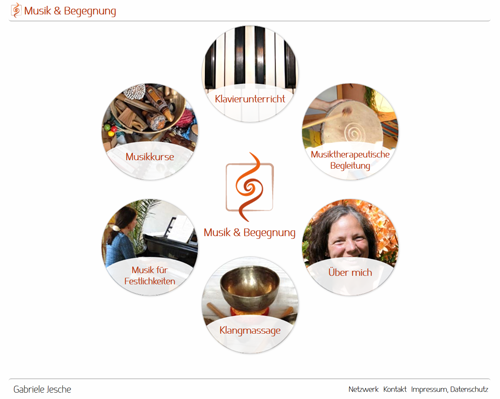 Musik & Begegnung
Klavierunterricht
Musikkurse
Musiktherapeutische
Begleitung
Musik & Begegnung
Musik für
Festlichkeiten
Über mich
Klangmassage
Gabriele Jesche
Netzwerk Kontakt Impressum, Datenschutz